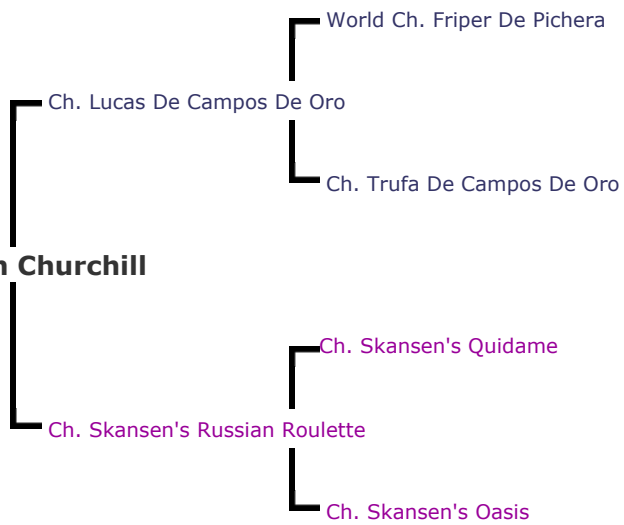 World Ch. Friper De Pichera
Ch. Lucas De Campos De Oro
Ch. Trufa De Campos De Oro
Churchill
Ch. Skansen's Quidame
Ch. Skansen's Russian Roulette
Ch. Skansen's Oasis